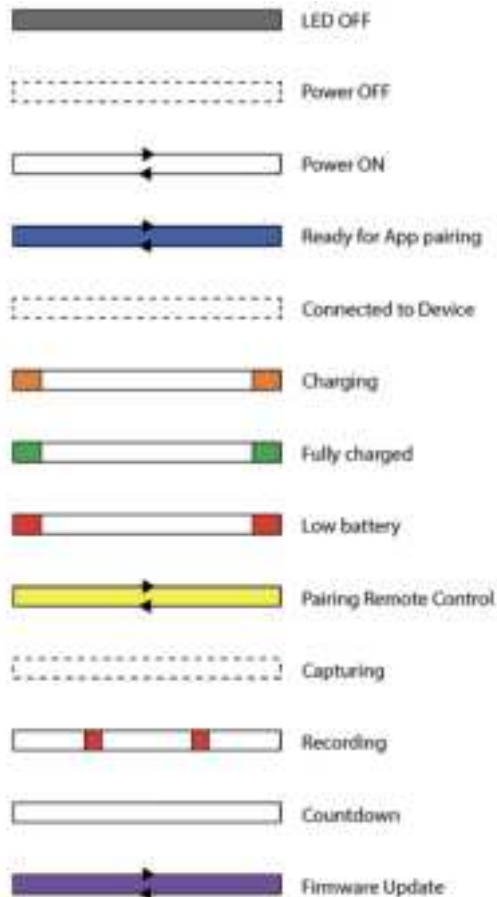 LED OFF
Power OFF
Power ON
Ready for App pairing
Connected to Device
Charging
Fully charged
Low battery
Pairing Remote Control
Capturing
Recording
Countdown
Firmware Update